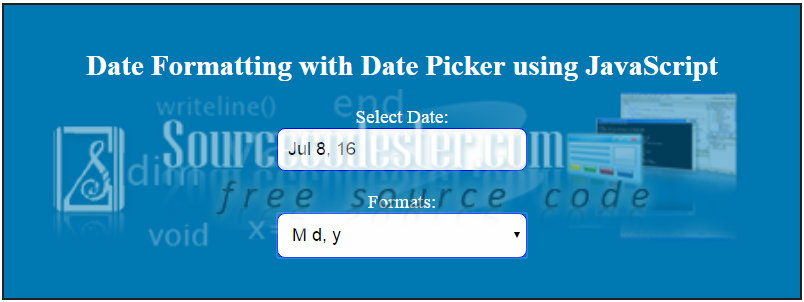 Date Formatting with Date Picker using JavaScript
writeline() end
Select Date:
Sourcecodester.com
Jul 8, 16
dim
free source code
Formats:
void x=
M d, y